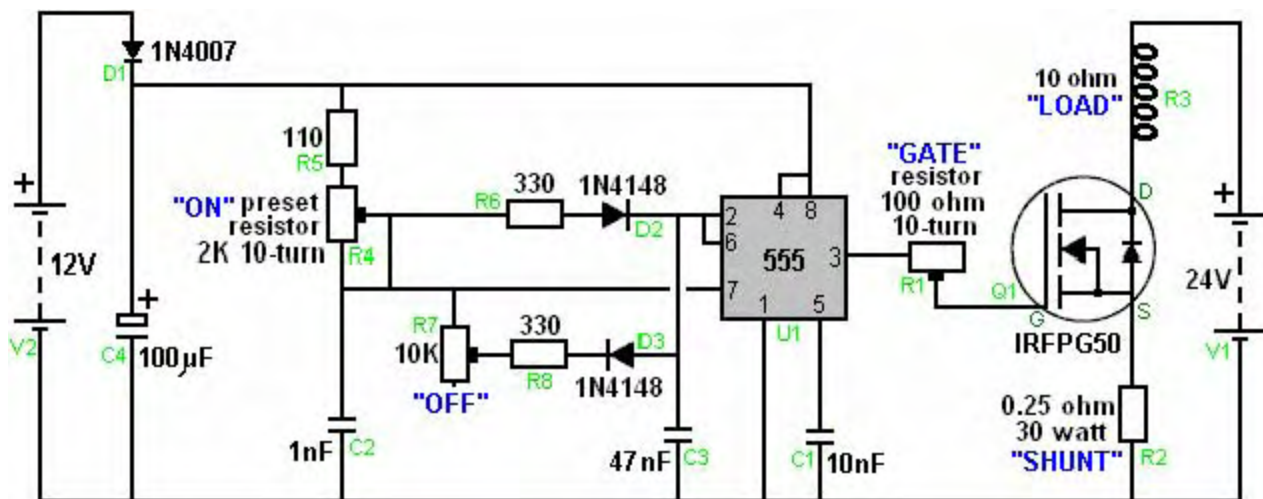 1N4007
D1
+
12V
V2
+
C4
100µF
110
R5
"ON" preset
resistor
2K 10-turn
R4
330
R6
1N4148
D2
R7
10K
"OFF"
330
R8
D3
1N4148
1nF
C2
47nF
C3
2
6
7
4
8
555
3
1
5
U1
C1
10nF
"GATE"
resistor
100 ohm
10-turn
R1
10 ohm
"LOAD"
R3
D
Q1
G
S
IRFPG50
+
24V
V1
0.25 ohm
30 watt
"SHUNT"
R2